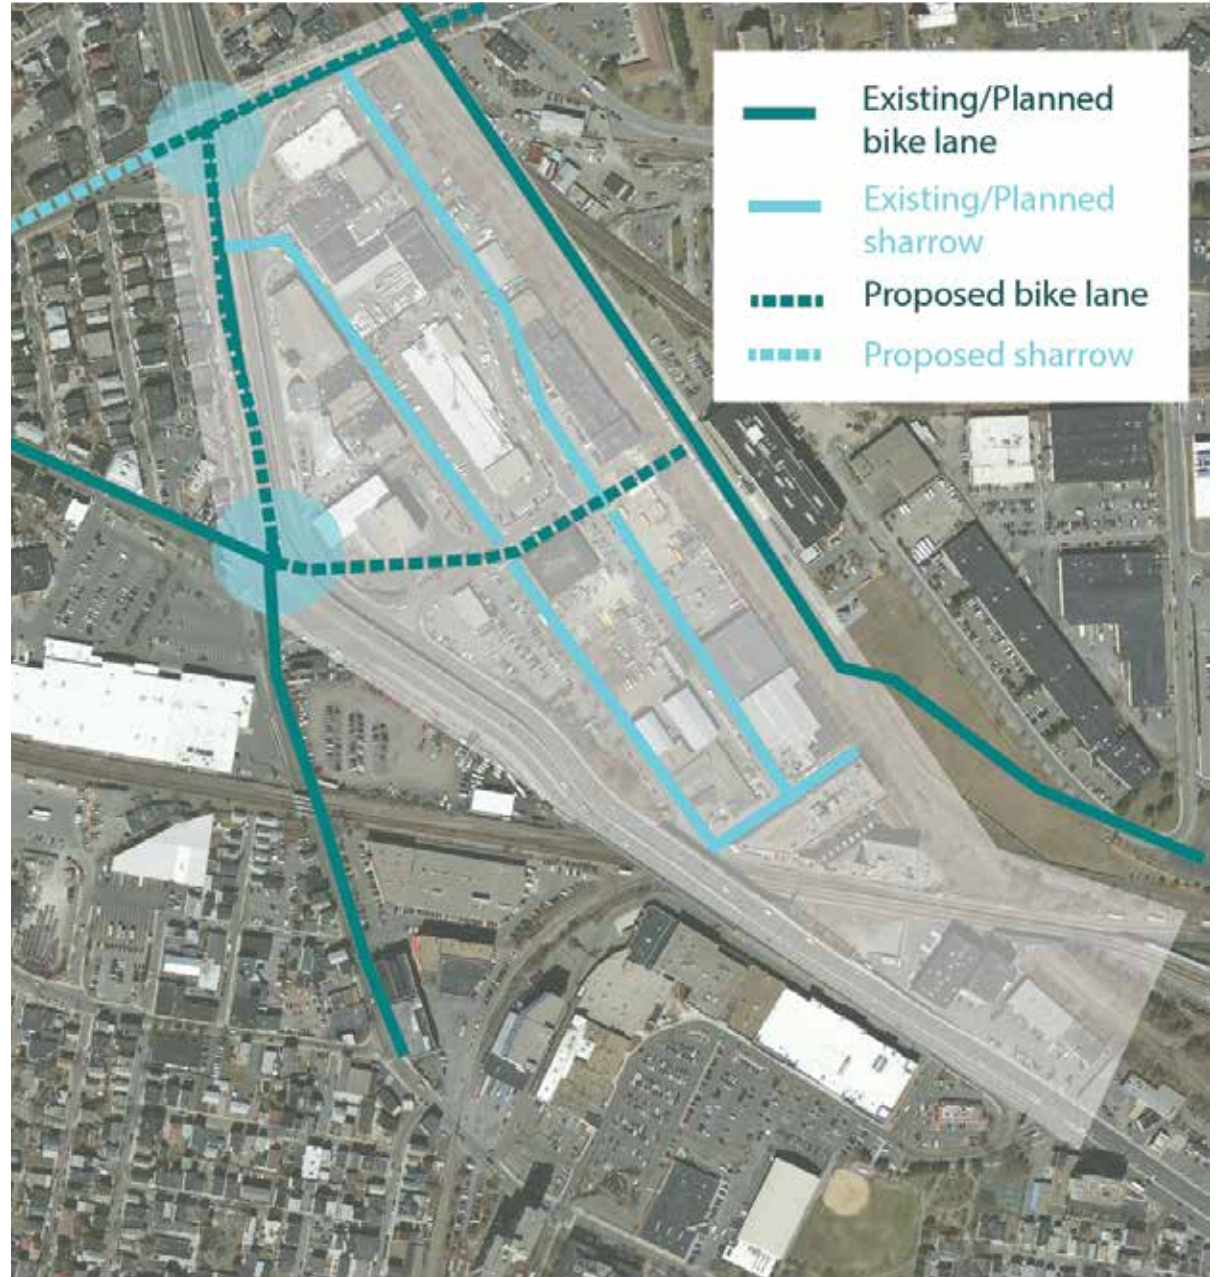 Existing/Planned
bike lane
Existing/Planned
sharrow
Proposed bike lane
Proposed sharrow